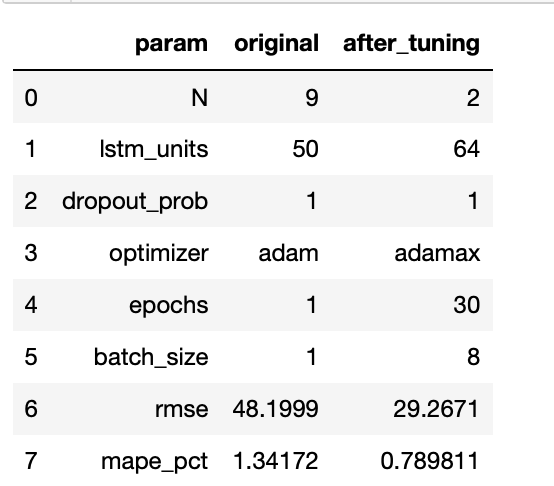 param original after_tuning
0 N 9 2
1 lstm_units 50 64
2 dropout_prob 1 1
3 optimizer adam adamax
4 epochs 1 30
5 batch_size 1 8
6 rmse 48.1999 29.2671
7 mape_pct 1.34172 0.789811